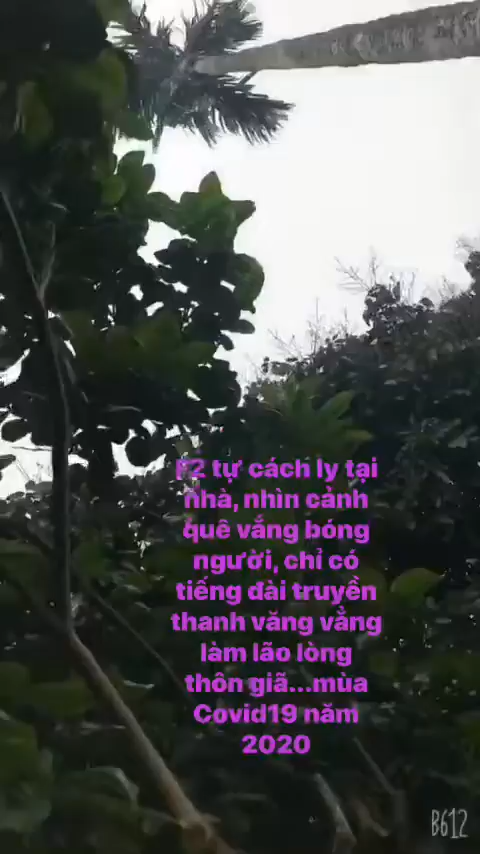 F2 tự cách ly tại
nhà, nhìn cảnh
quê vắng bóng
người, chỉ có
tiếng đài truyền
thanh văng vẳng
làm lão lòng
thôn giã...mùa
Covid19 năm
2020
B612